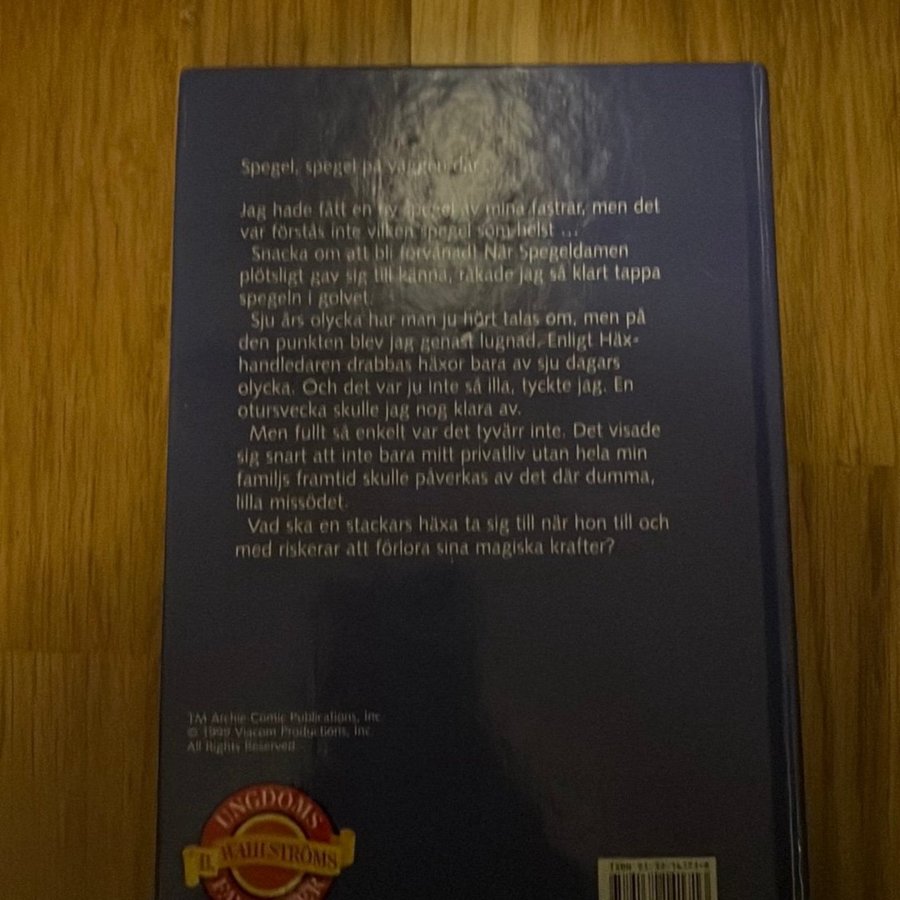 Spegel, spegel på väggen där ...
Jag hade fått en ny spegel av mina fastrar, men det
var förstås inte vilken spegel som helst ...
Snacka om att bli förvånad! När Spegeldamen
plötsligt gav sig till känna, råkade jag så klart tappa
spegeln i golvet.
Sju års olycka har man ju hört talas om, men på
den punkten blev jag genast lugnad. Enligt Häx-
handledaren drabbas häxor bara av sju dagars
olycka. Och det var ju inte så illa, tyckte jag. En
otursvecka skulle jag nog klara av.
Men fullt så enkelt var det tyvärr inte. Det visade
sig snart att inte bara mitt privatliv utan hela min
familjs framtid skulle påverkas av det där dumma,
lilla missödet.
Vad ska en stackars häxa ta sig till när hon till och
med riskerar att förlora sina magiska krafter?
TM Archie Comic Publications, Inc
© 1999 Viacom Productions, Inc
All Rights Reserved.
UNGDOMS
B. WAHLSTRÖMS
ISBN